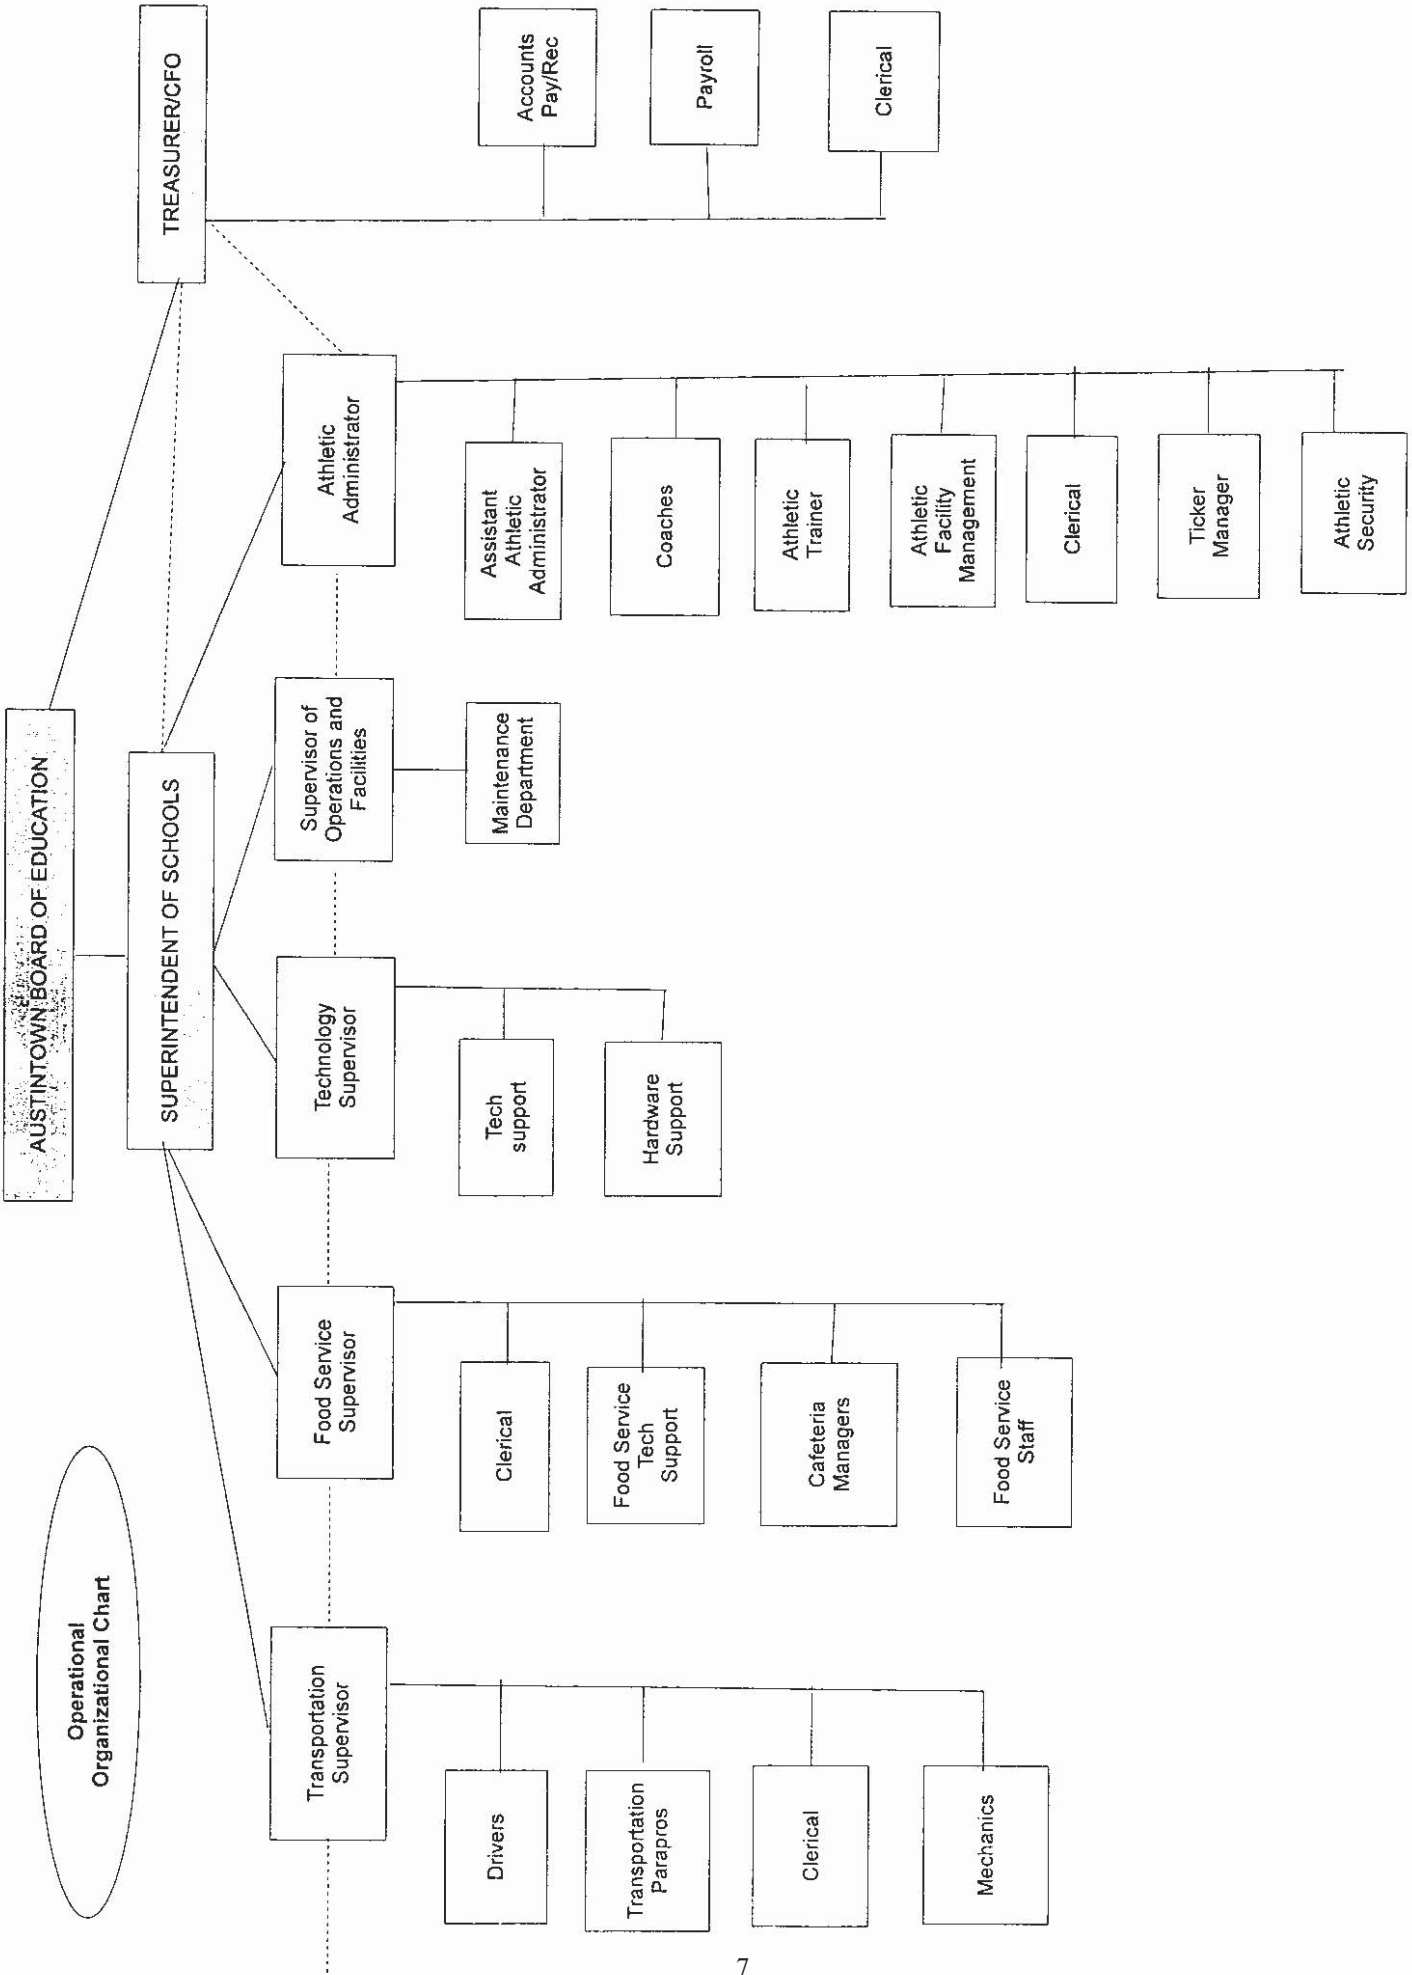 Operational
Organizational Chart
AUSTINTOWN BOARD OF EDUCATION
SUPERINTENDENT OF SCHOOLS
TREASURER/CFO
Transportation
Supervisor
Food Service
Supervisor
Technology
Supervisor
Supervisor of
Operations and
Facilities
Athletic
Administrator
Drivers
Transportation
Parapros
Clerical
Mechanics
Clerical
Food Service
Tech
Support
Cafeteria
Managers
Food Service
Staff
Tech
support
Hardware
Support
Maintenance
Department
Assistant
Athletic
Administrator
Coaches
Athletic
Trainer
Athletic
Facility
Management
Clerical
Ticker
Manager
Athletic
Security
Accounts
Pay/Rec
Payroll
Clerical
7